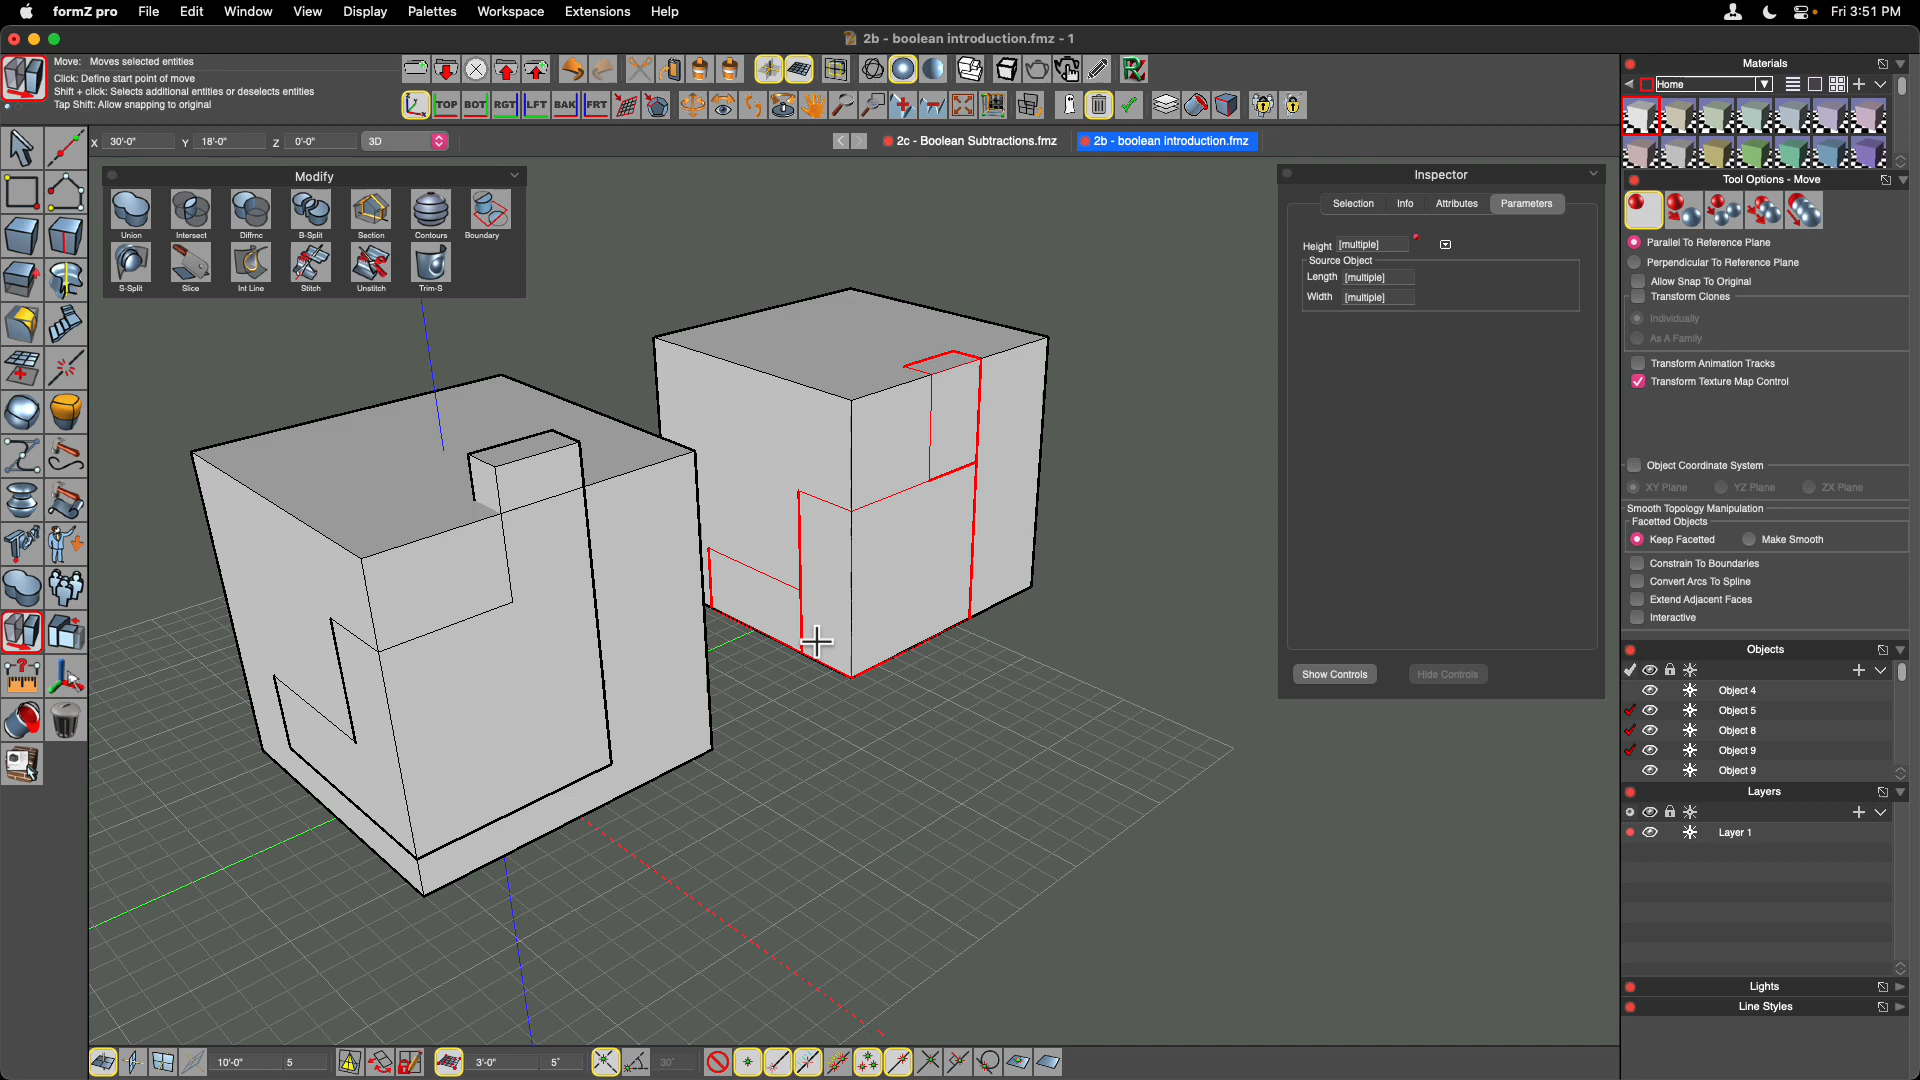 formZ pro File Edit Window View Display Palettes Workspace Extensions Help Fri 3:51 PM
2b - boolean introduction.fmz - 1
Move: Moves selected entities
Click: Define start point of move
Shift + click: Selects additional entities or deselects entities
Tap Shift: Allow snapping to original
TOP BOT RGT LFT BAK FRT
X 30'-0" Y 18'-0" Z 0'-0" 3D
2c - Boolean Subtractions.fmz 2b - boolean introduction.fmz
Modify
Union Intersect Diffrnc B-Split Section Contours Boundary
S-Split Slice Int Line Stitch Unstitch Trim-S
Inspector
Selection Info Attributes Parameters
Height [multiple]
Source Object
Length [multiple]
Width [multiple]
Show Controls Hide Controls
Materials
Home
Tool Options - Move
Parallel To Reference Plane
Perpendicular To Reference Plane
Allow Snap To Original
Transform Clones
Individually
As A Family
Transform Animation Tracks
Transform Texture Map Control
Object Coordinate System
XY Plane YZ Plane ZX Plane
Smooth Topology Manipulation
Facetted Objects
Keep Facetted Make Smooth
Constrain To Boundaries
Convert Arcs To Spline
Extend Adjacent Faces
Interactive
Objects
Object 4
Object 5
Object 8
Object 9
Object 9
Layers
Layer 1
Lights
Line Styles
10'-0" 5 3'-0" 5" 30°